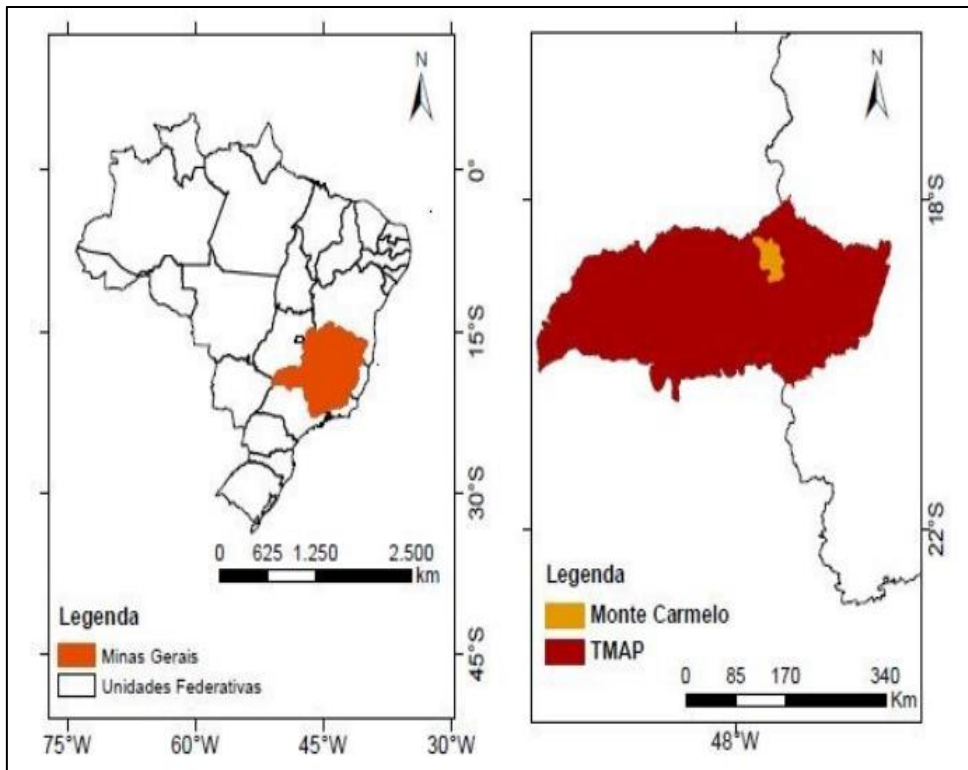 N
0°
15°S
30°S
45°S
0 625 1.250 2.500
km
Legenda
Minas Gerais
Unidades Federativas
75°W 60°W 45°W 30°W
N
18°S
22°S
Legenda
Monte Carmelo
TMAP
0 85 170 340
Km
48°W